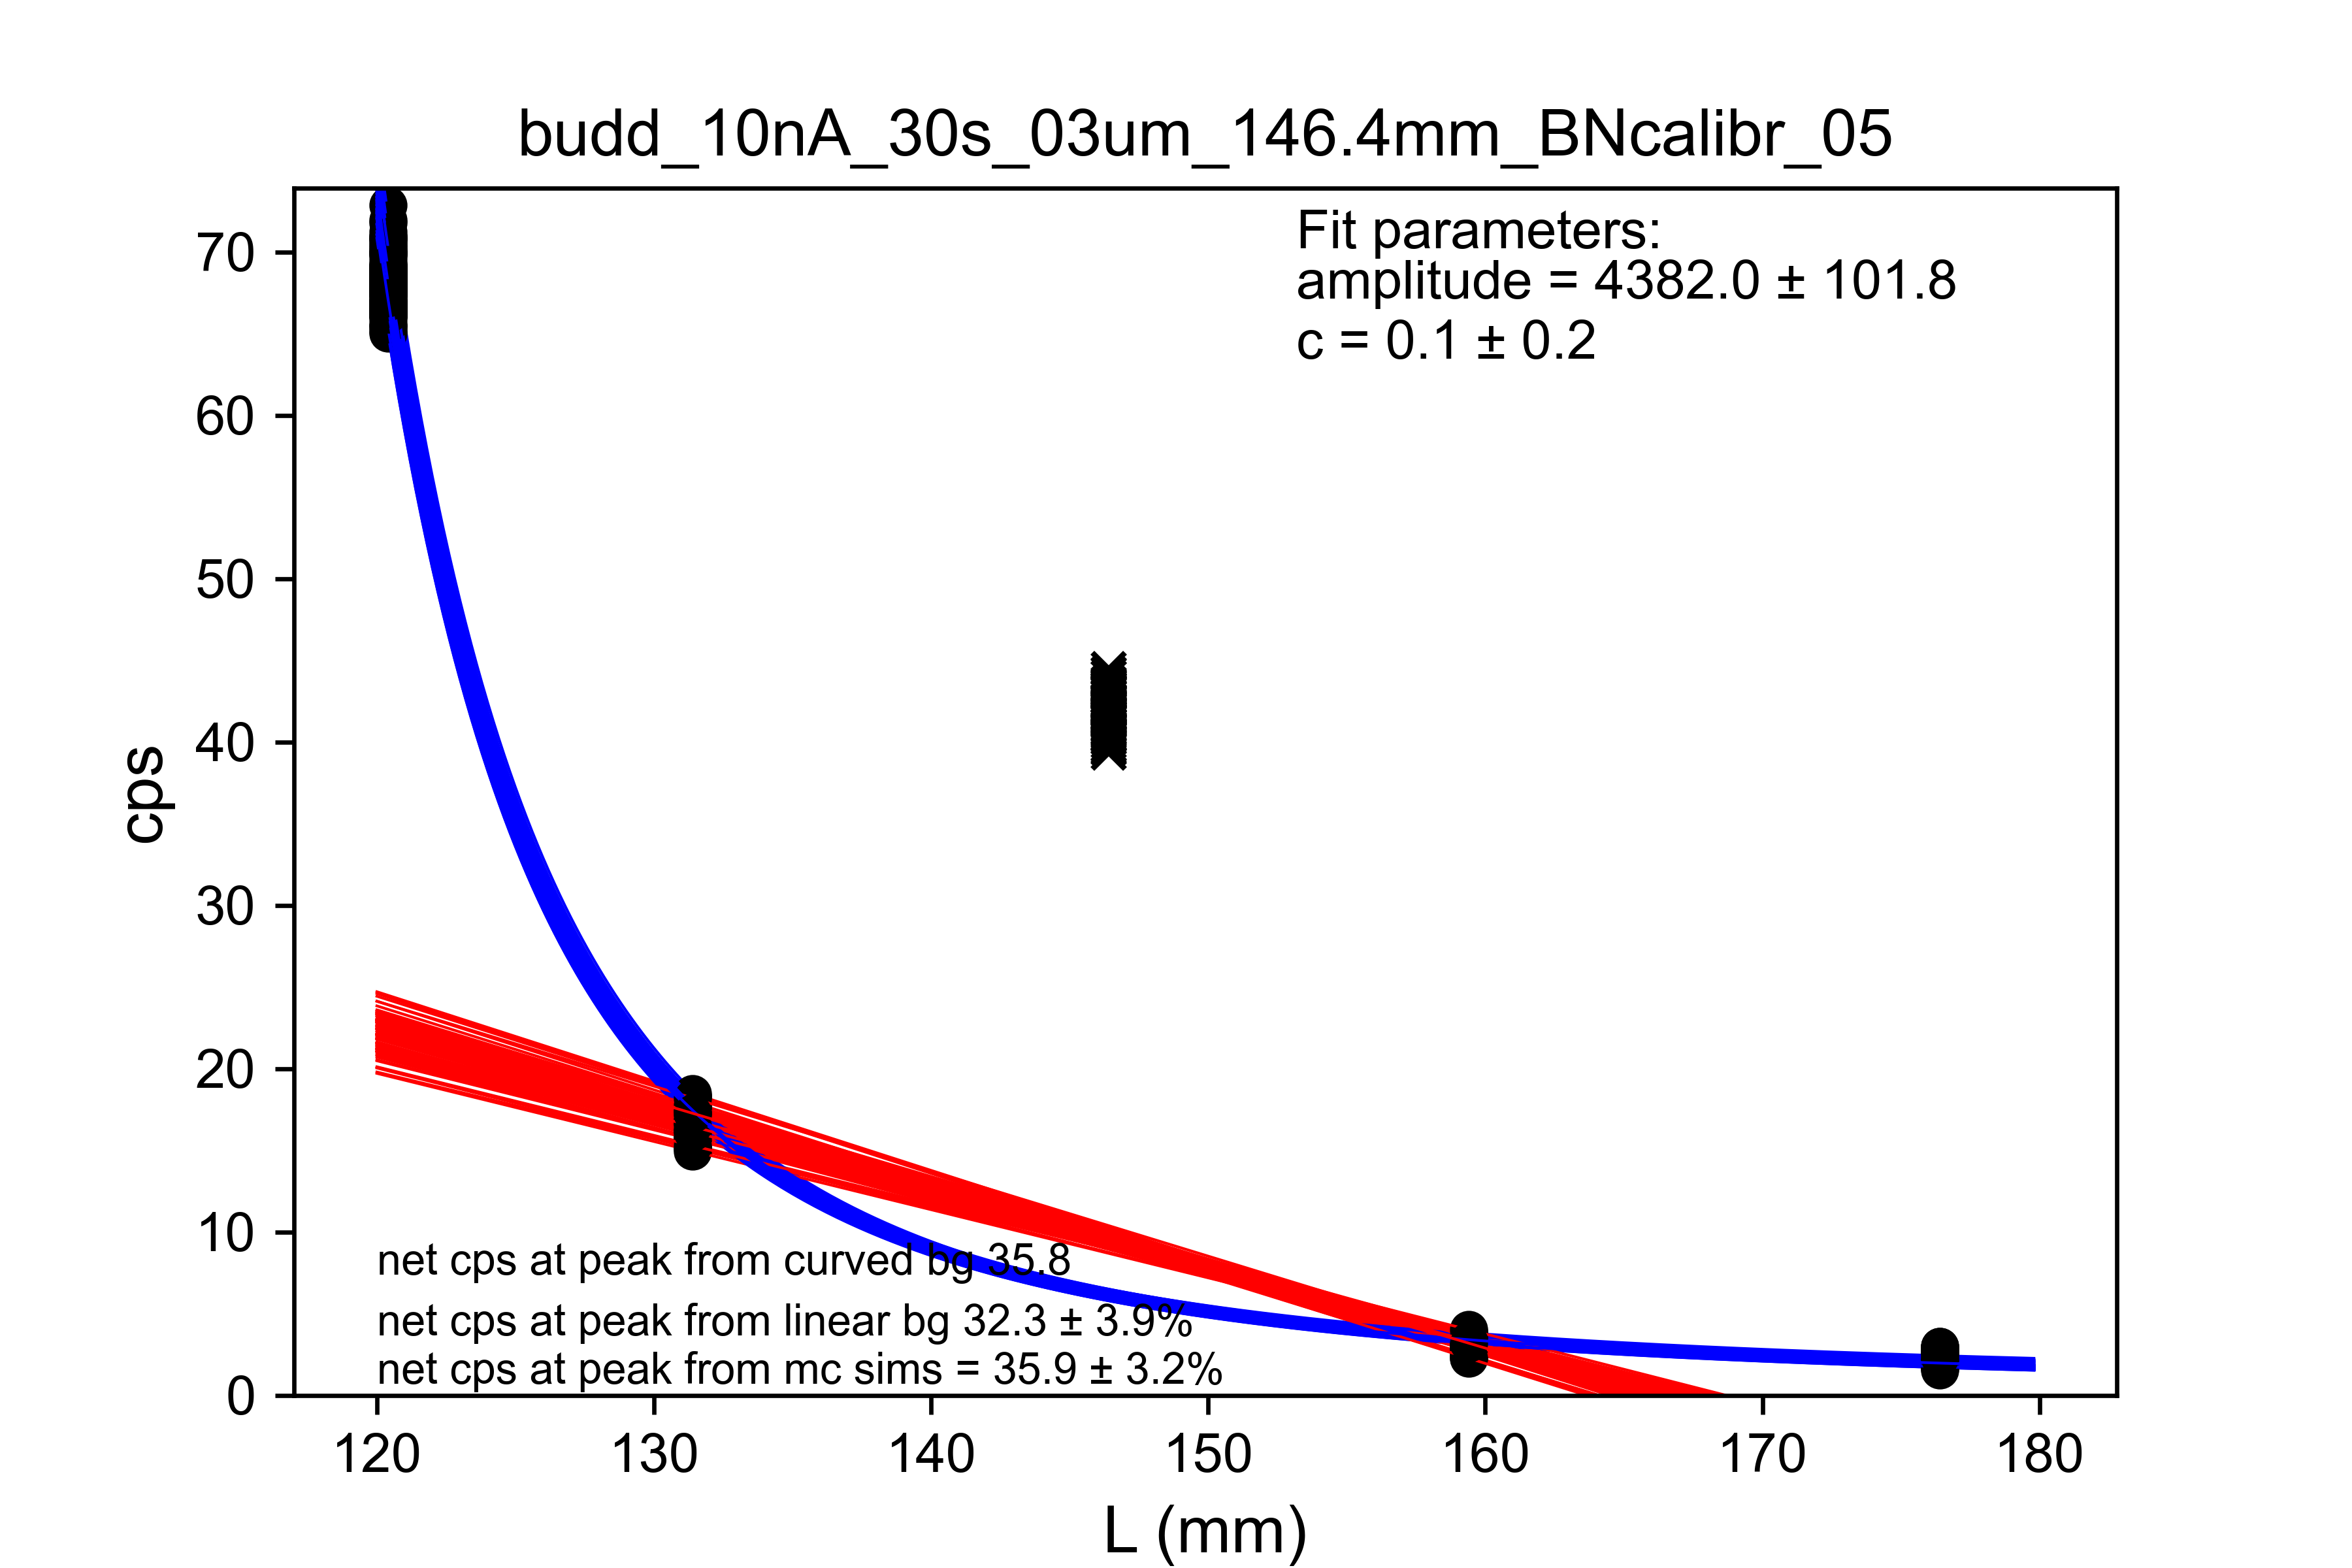 budd_10nA_30s_03um_146.4mm_BNcalibr_05
Fit parameters:
amplitude = 4382.0 ± 101.8
c = 0.1 ± 0.2
70
60
50
40
30
20
10
0
cps
net cps at peak from curved bg 35.8
net cps at peak from linear bg 32.3 ± 3.9%
net cps at peak from mc sims = 35.9 ± 3.2%
120 130 140 150 160 170 180
L (mm)